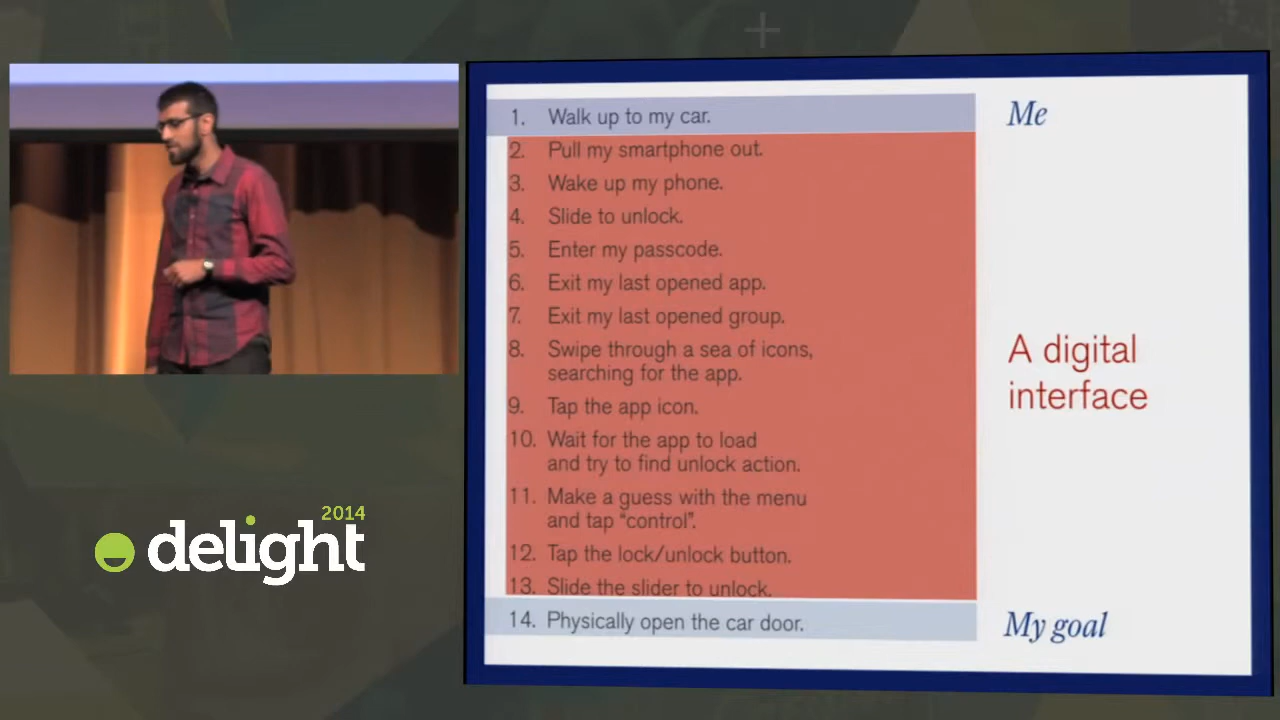 1. Walk up to my car.
Me
2. Pull my smartphone out.
3. Wake up my phone.
4. Slide to unlock.
5. Enter my passcode.
6. Exit my last opened app.
7. Exit my last opened group.
8. Swipe through a sea of icons,
searching for the app.
A digital
interface
9. Tap the app icon.
10. Wait for the app to load
and try to find unlock action.
11. Make a guess with the menu
and tap “control”.
12. Tap the lock/unlock button.
13. Slide the slider to unlock.
14. Physically open the car door.
My goal
2014
delight